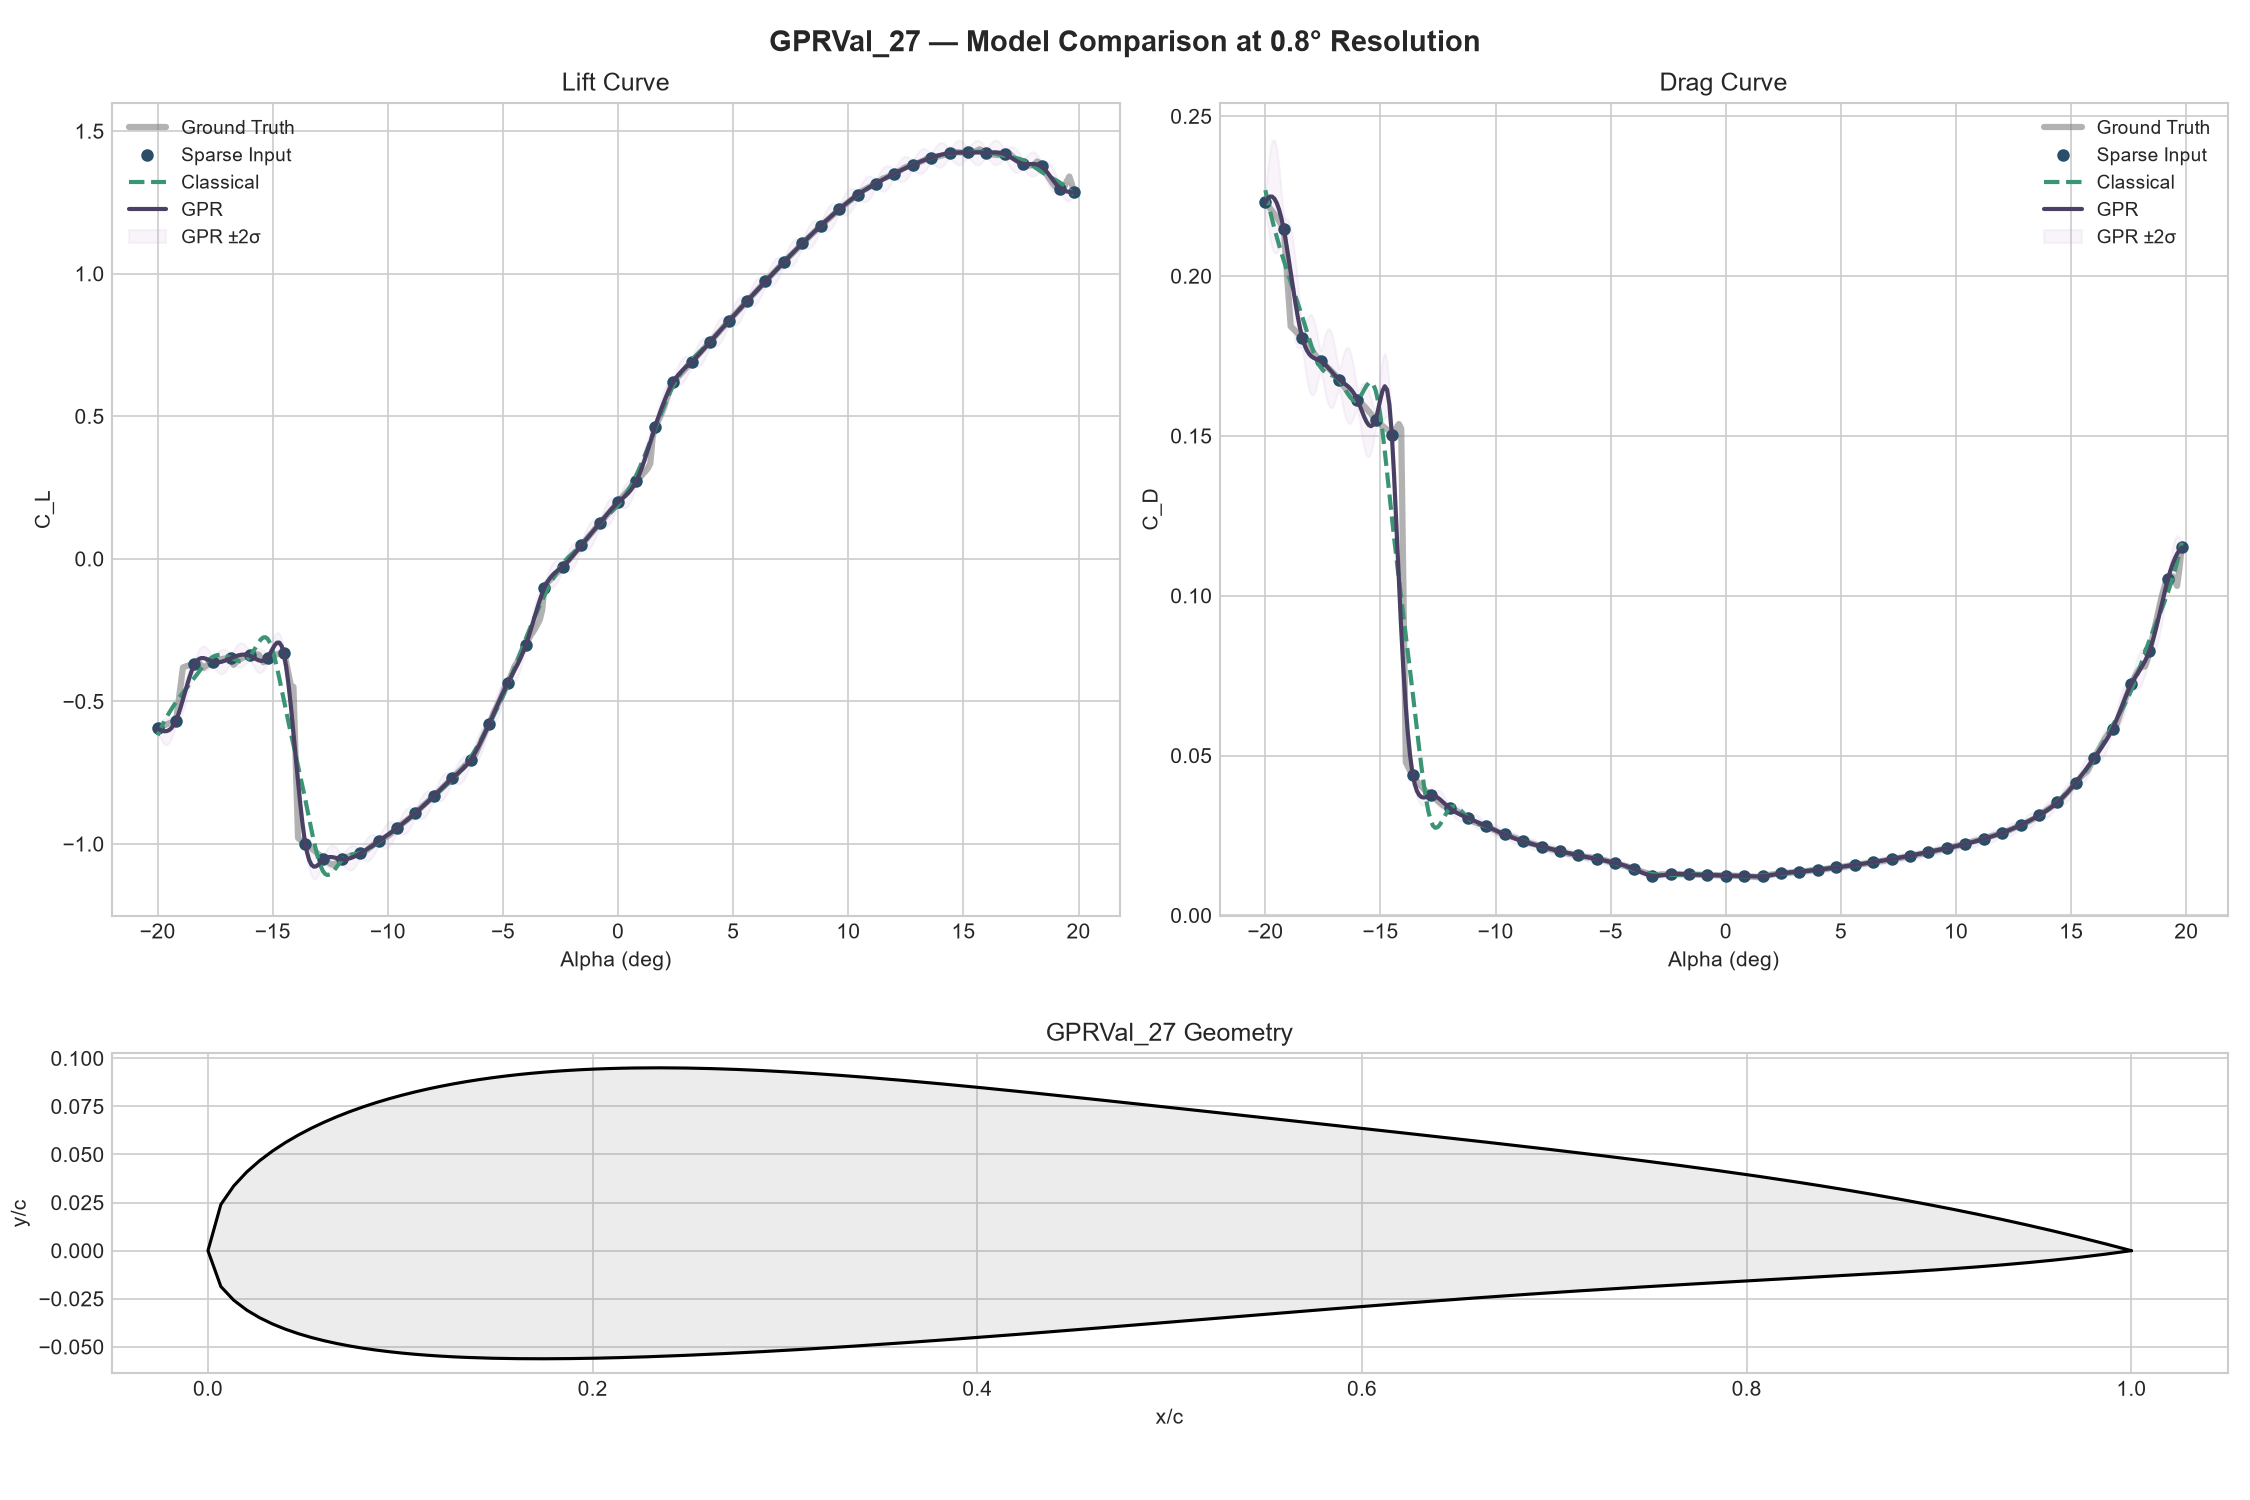 GPRVal_27 — Model Comparison at 0.8° Resolution
Lift Curve
Ground Truth
Sparse Input
Classical
GPR
GPR ±2σ
1.5
1.0
0.5
0.0
−0.5
−1.0
C_L
−20
−15
−10
−5
0
5
10
15
20
Alpha (deg)
Drag Curve
Ground Truth
Sparse Input
Classical
GPR
GPR ±2σ
0.25
0.20
0.15
0.10
0.05
0.00
C_D
−20
−15
−10
−5
0
5
10
15
20
Alpha (deg)
GPRVal_27 Geometry
0.100
0.075
0.050
0.025
0.000
−0.025
−0.050
y/c
0.0
0.2
0.4
0.6
0.8
1.0
x/c